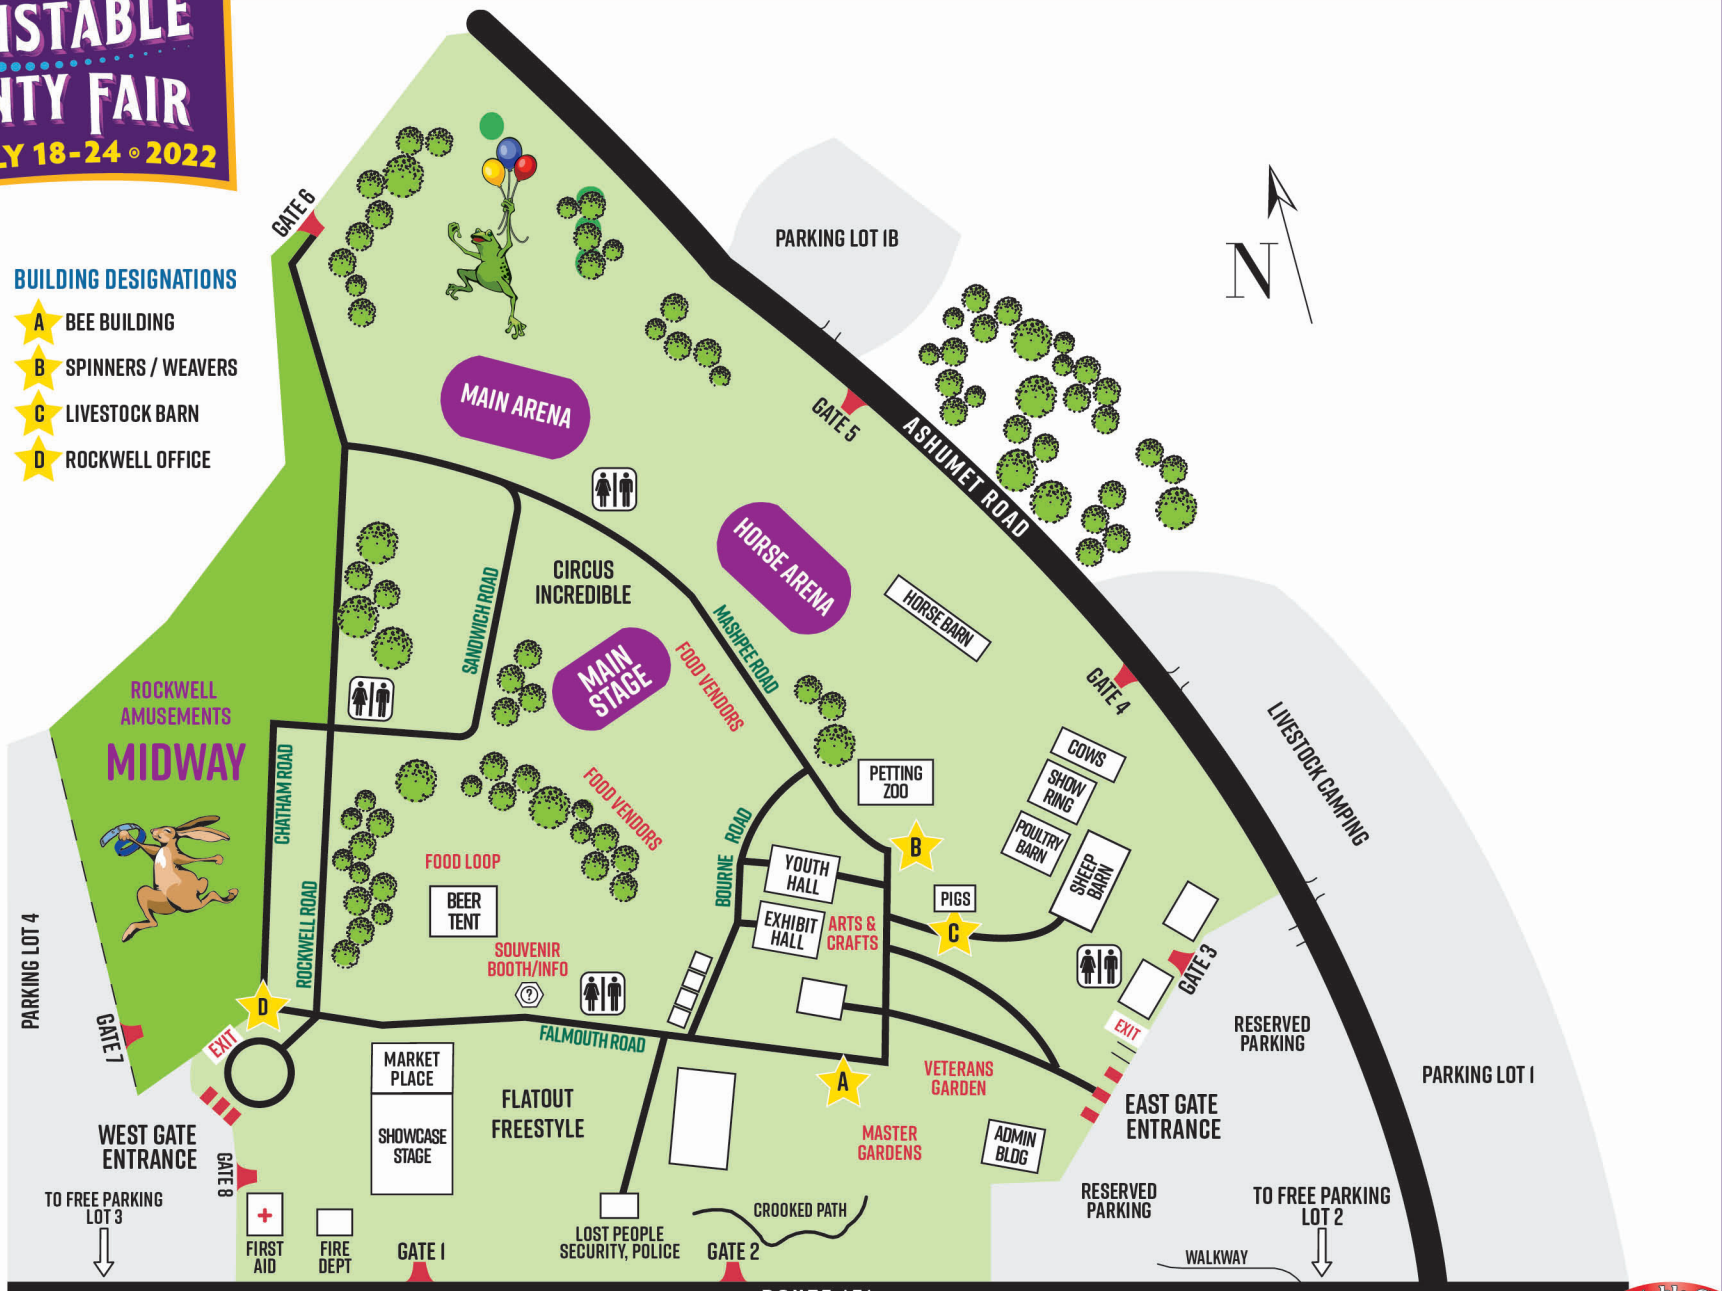 STABLE
NTY FAIR
LY 18-24 2022
GATE 6
BUILDING DESIGNATIONS
A BEE BUILDING
B SPINNERS / WEAVERS
C LIVESTOCK BARN
D ROCKWELL OFFICE
PARKING LOT 1B
N
MAIN ARENA
GATE 5
ASHUMET ROAD
HORSE ARENA
CIRCUS
INCREDIBLE
SANDWICH ROAD
MASHPEE ROAD
HORSE BARN
MAIN
STAGE
FOOD VENDORS
GATE 4
LIVESTOCK CAMPING
ROCKWELL
AMUSEMENTS
MIDWAY
CHATHAM ROAD
FOOD VENDORS
PETTING
ZOO
COWS
SHOW
RING
POULTRY
BARN
SHEEP
BARN
BOURNE ROAD
B
YOUTH
HALL
FOOD LOOP
BEER
TENT
ROCKWELL ROAD
EXHIBIT
HALL
ARTS &
CRAFTS
PIGS
C
PARKING LOT 4
SOUVENIR
BOOTH/INFO
?
GATE 3
D
EXIT
GATE 7
FALMOUTH ROAD
EXIT
RESERVED
PARKING
MARKET
PLACE
A
VETERANS
GARDEN
PARKING LOT 1
FLATOUT
FREESTYLE
EAST GATE
ENTRANCE
WEST GATE
ENTRANCE
SHOWCASE
STAGE
MASTER
GARDENS
ADMIN
BLDG
GATE 8
TO FREE PARKING
LOT 3
RESERVED
PARKING
TO FREE PARKING
LOT 2
CROOKED PATH
LOST PEOPLE
SECURITY, POLICE
FIRST
AID
FIRE
DEPT
GATE 1
GATE 2
WALKWAY